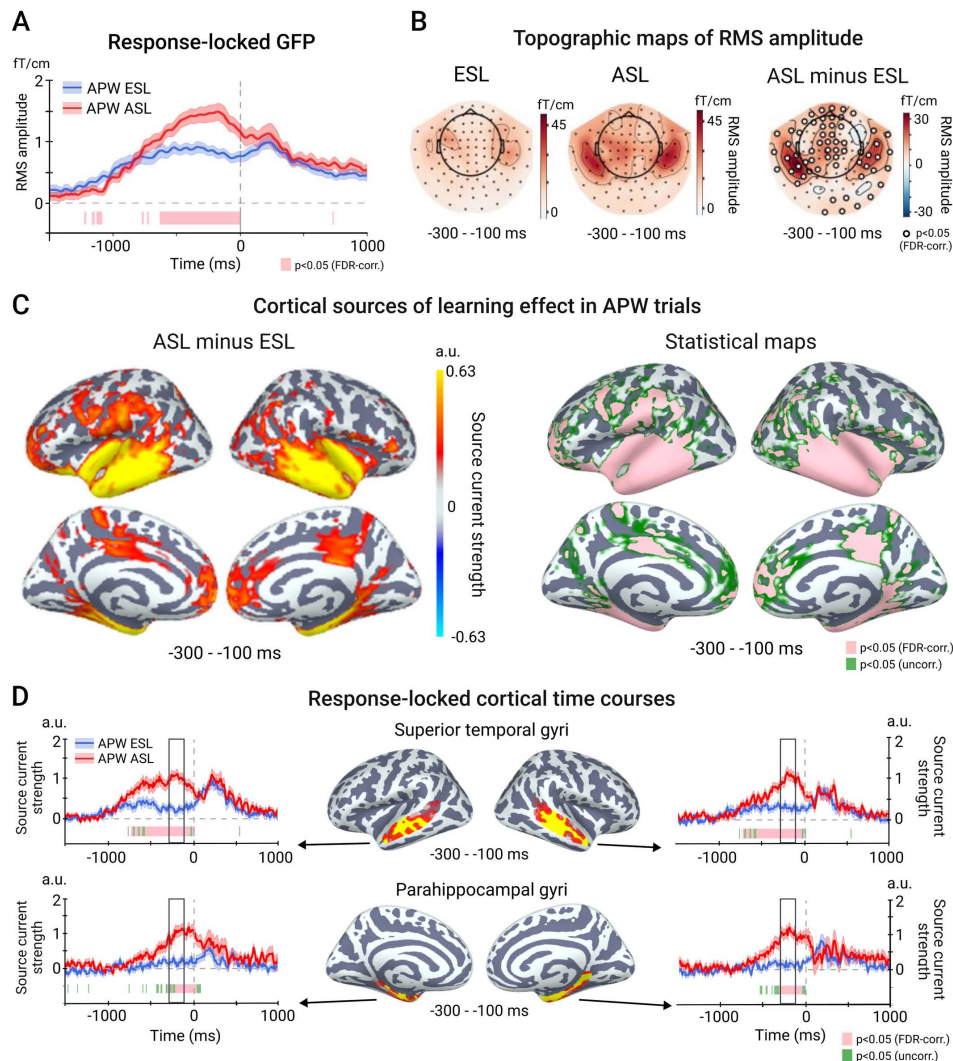 A
Response-locked GFP
fT/cm
2
1
0
RMS amplitude
APW ESL
APW ASL
-1000
0
1000
Time (ms)
p<0.05 (FDR-corr.)
B
Topographic maps of RMS amplitude
ESL
ASL
ASL minus ESL
fT/cm
45
0
fT/cm
45
0
RMS amplitude
fT/cm
30
0
-30
RMS amplitude
-300 - -100 ms
-300 - -100 ms
-300 - -100 ms
p<0.05
(FDR-corr.)
C
Cortical sources of learning effect in APW trials
ASL minus ESL
Statistical maps
a.u.
0.63
0
-0.63
Source current strength
-300 - -100 ms
-300 - -100 ms
p<0.05 (FDR-corr.)
p<0.05 (uncorr.)
D
Response-locked cortical time courses
Superior temporal gyri
a.u.
2
1
0
Source current
strength
APW ESL
APW ASL
-1000
0
1000
-300 - -100 ms
a.u.
2
1
0
Source current
strength
-1000
0
1000
Parahippocampal gyri
a.u.
2
1
0
Source current
strength
-1000
0
1000
Time (ms)
-300 - -100 ms
a.u.
2
1
0
Source current
strength
-1000
0
1000
Time (ms)
p<0.05 (FDR-corr.)
p<0.05 (uncorr.)